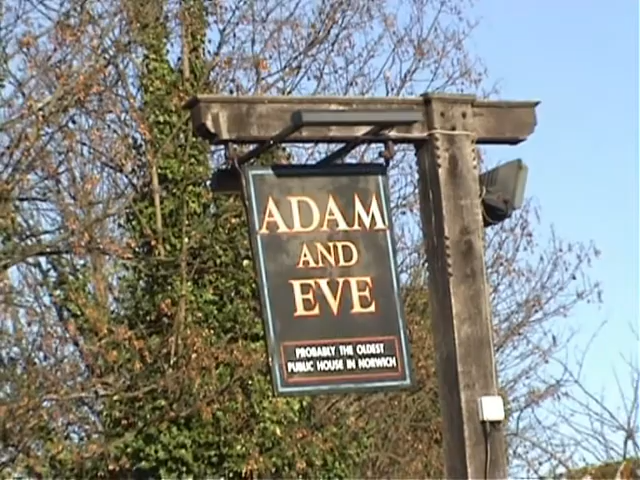 ADAM
AND
EVE
PROBABLY THE OLDEST
PUBLIC HOUSE IN NORWICH